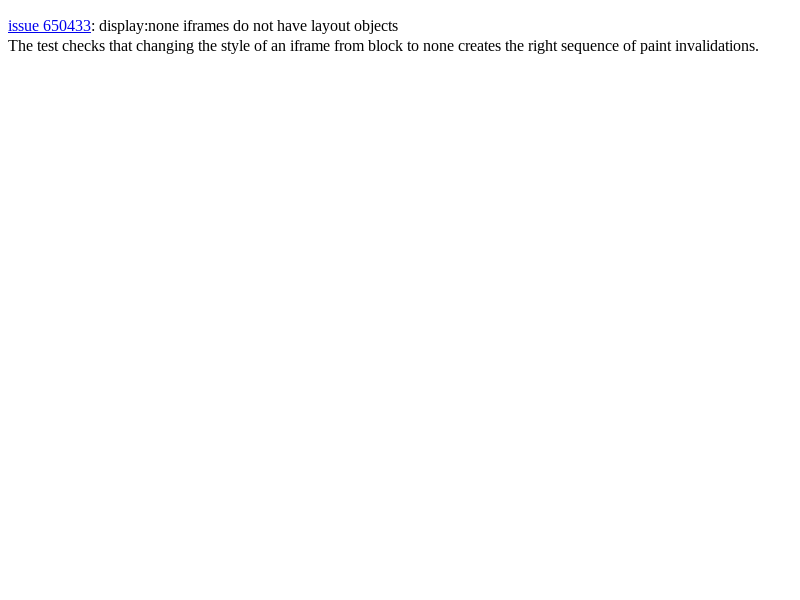 issue 650433: display:none iframes do not have layout objects
The test checks that changing the style of an iframe from block to none creates the right sequence of paint invalidations.